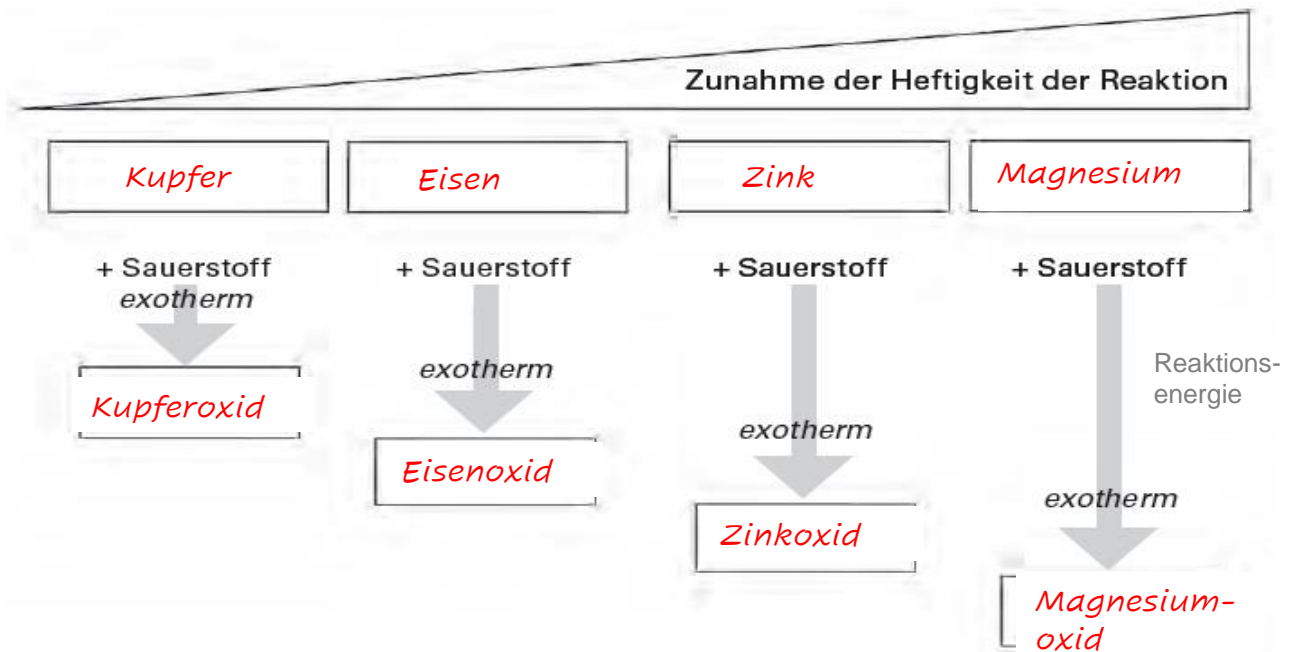 Zunahme der Heftigkeit der Reaktion
Kupfer
Eisen
Zink
Magnesium
+ Sauerstoff
+ Sauerstoff
+ Sauerstoff
+ Sauerstoff
exotherm
exotherm
exotherm
exotherm
Reaktions-
energie
Kupferoxid
Eisenoxid
Zinkoxid
Magnesium-
oxid